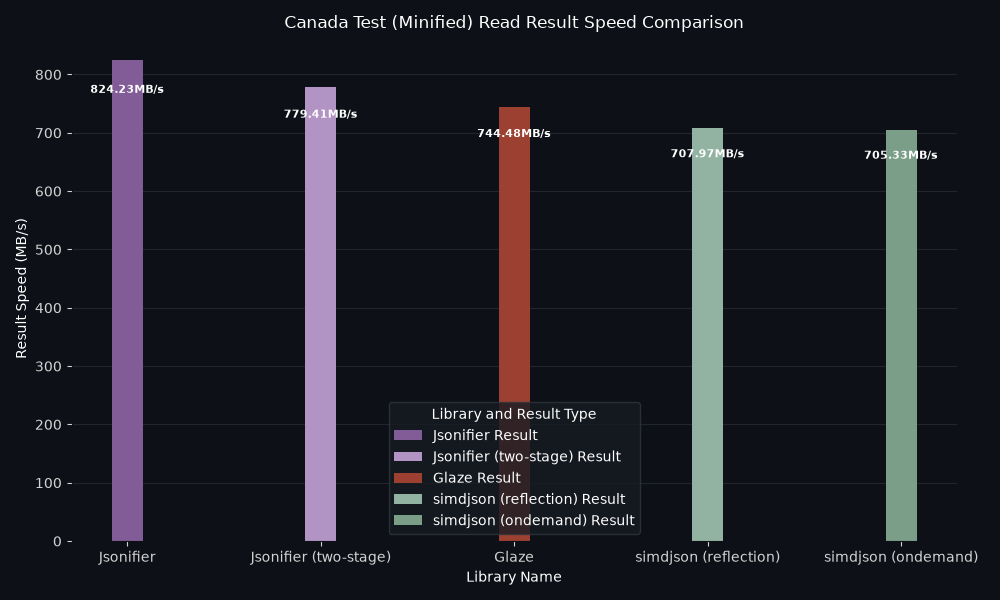 Canada Test (Minified) Read Result Speed Comparison
Result Speed (MB/s)
800
700
600
500
400
300
200
100
0
824.23MB/s
779.41MB/s
744.48MB/s
707.97MB/s
705.33MB/s
Library and Result Type
Jsonifier Result
Jsonifier (two-stage) Result
Glaze Result
simdjson (reflection) Result
simdjson (ondemand) Result
Jsonifier
Jsonifier (two-stage)
Glaze
simdjson (reflection)
simdjson (ondemand)
Library Name